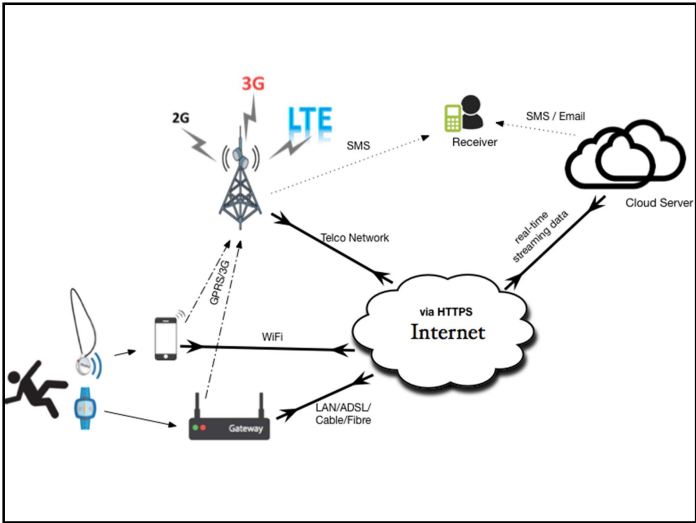 3G
2G
LTE
SMS
Receiver
SMS / Email
Cloud Server
real-time
streaming data
Telco Network
GPRS/3G
via HTTPS
Internet
WiFi
LAN/ADSL/
Cable/Fibre
Gateway